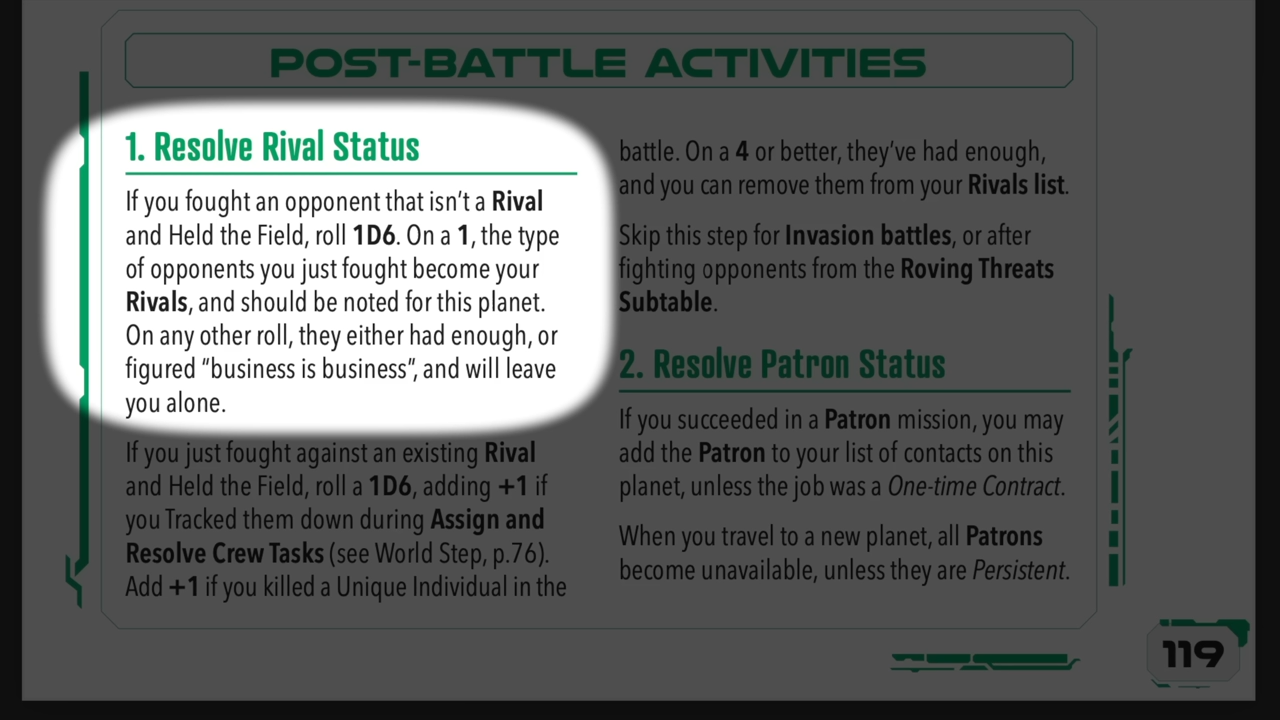 POST-BATTLE ACTIVITIES
1. Resolve Rival Status
If you fought an opponent that isn't a Rival
and Held the Field, roll 1D6. On a 1, the type
of opponents you just fought become your
Rivals, and should be noted for this planet.
On any other roll, they either had enough, or
figured "business is business", and will leave
you alone.
If you just fought against an existing Rival
and Held the Field, roll a 1D6, adding +1 if
you Tracked them down during Assign and
Resolve Crew Tasks (see World Step, p.76).
Add +1 if you killed a Unique Individual in the
battle. On a 4 or better, they've had enough,
and you can remove them from your Rivals list.
Skip this step for Invasion battles, or after
fighting opponents from the Roving Threats
Subtable.
2. Resolve Patron Status
If you succeeded in a Patron mission, you may
add the Patron to your list of contacts on this
planet, unless the job was a One-time Contract.
When you travel to a new planet, all Patrons
become unavailable, unless they are Persistent.
119